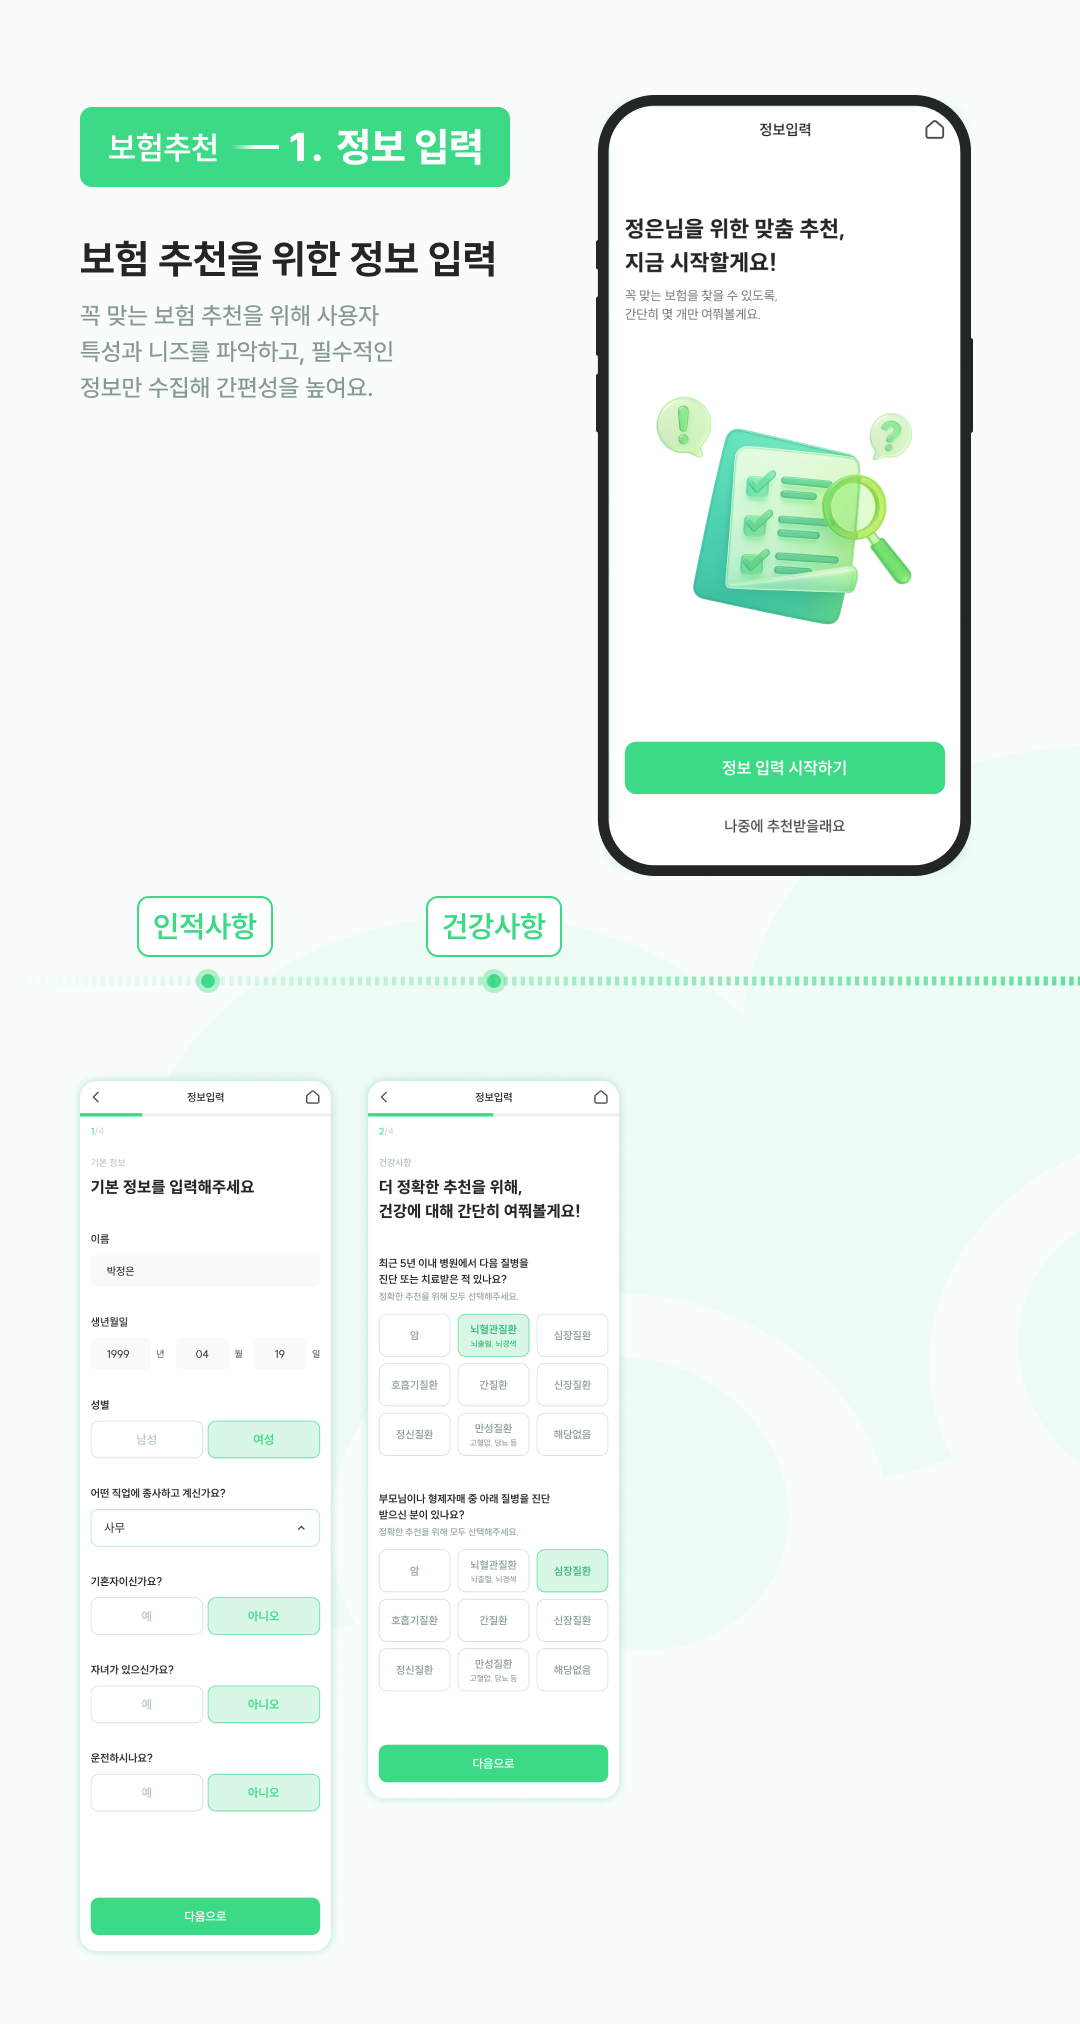 보험추천 1. 정보 입력
보험 추천을 위한 정보 입력
꼭 맞는 보험 추천을 위해 사용자
특성과 니즈를 파악하고, 필수적인
정보만 수집해 간편성을 높여요.
정보입력
정은님을 위한 맞춤 추천,
지금 시작할게요!
꼭 맞는 보험을 찾을 수 있도록,
간단히 몇 개만 여쭤볼게요.
!
?
정보 입력 시작하기
나중에 추천받을래요
인적사항
건강사항
정보입력
1/4
기본 정보
기본 정보를 입력해주세요
이름
박정은
생년월일
1999 년 04 월 19 일
성별
남성 여성
어떤 직업에 종사하고 계신가요?
사무
기혼자이신가요?
예 아니오
자녀가 있으신가요?
예 아니오
운전하시나요?
예 아니오
다음으로
정보입력
2/4
건강사항
더 정확한 추천을 위해,
건강에 대해 간단히 여쭤볼게요!
최근 5년 이내 병원에서 다음 질병을
진단 또는 치료받은 적 있나요?
정확한 추천을 위해 모두 선택해주세요.
암 뇌혈관질환 심장질환
뇌출혈, 뇌경색
호흡기질환 간질환 신장질환
정신질환 만성질환 해당없음
고혈압, 당뇨 등
부모님이나 형제자매 중 아래 질병을 진단
받으신 분이 있나요?
정확한 추천을 위해 모두 선택해주세요.
암 뇌혈관질환 심장질환
뇌출혈, 뇌경색
호흡기질환 간질환 신장질환
정신질환 만성질환 해당없음
고혈압, 당뇨 등
다음으로